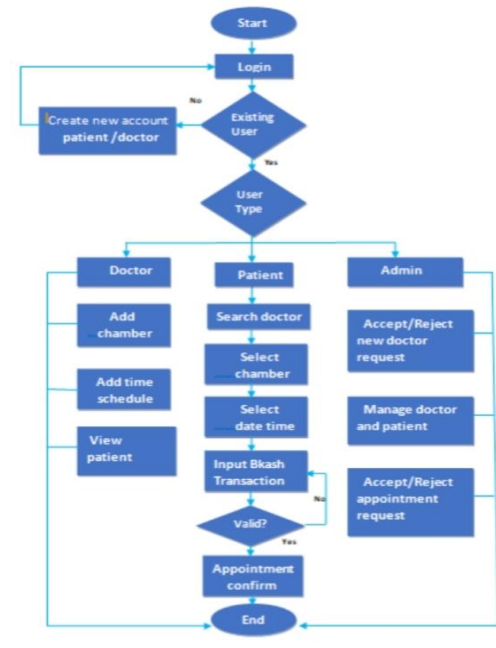 Start
Login
No
Create new account
patient /doctor
Existing
User
Yes
User
Type
Doctor
Patient
Admin
Add
chamber
Search doctor
Accept/Reject
new doctor
request
Select
chamber
Add time
schedule
Select
date time
Manage doctor
and patient
View
patient
Input Bkash
Transaction
No
Accept/Reject
appointment
request
Valid?
Yes
Appointment
confirm
End